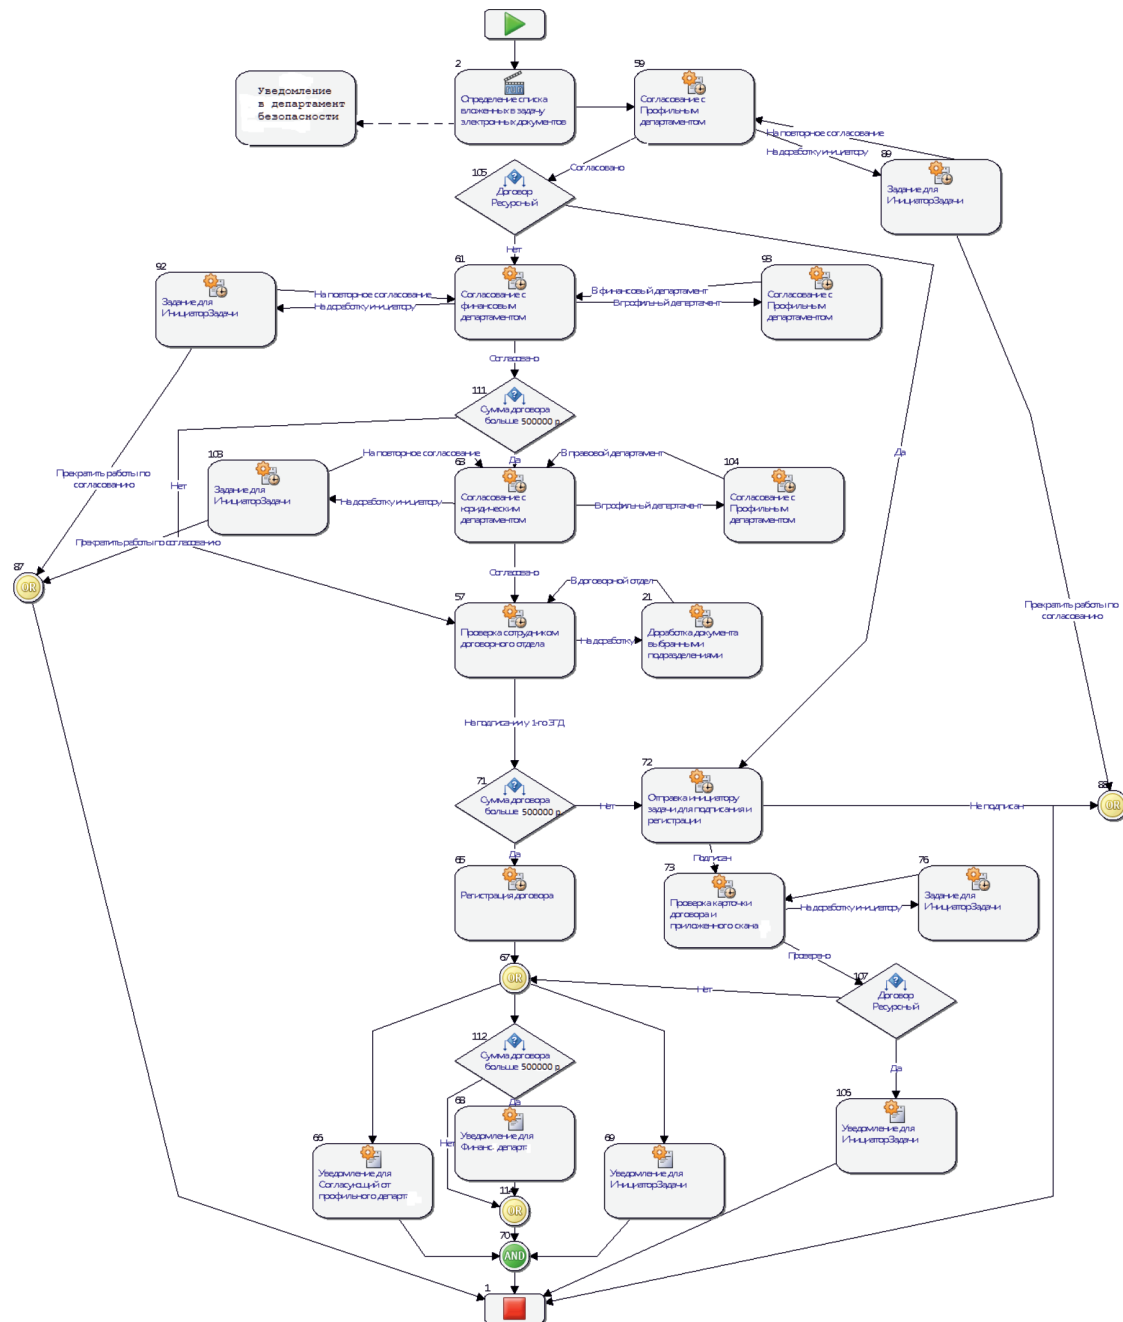 2
59
Уведомление
в департамент
безопасности
Определение списка
вложенных в задачу
электронных документов
Согласование с
Профильным
департаментом
На повторное согласование
На доработку инициатору
89
Задание для
ИнициаторЗадачи
Согласовано
105
Договор
Ресурсный
Нет
92
Задание для
ИнициаторЗадачи
На повторное согласование
На доработку инициатору
61
Согласование с
финансовым
департаментом
В финансовый департамент
В профильный департамент
93
Согласование с
Профильным
департаментом
Согласовано
111
Сумма договора
больше 500000 р
Да
Да
Прекратить работы по
согласованию
Нет
103
Задание для
ИнициаторЗадачи
На повторное согласование
На доработку инициатору
63
Согласование с
юридическим
департаментом
В правовой департамент
В профильный департамент
104
Согласование с
Профильным
департаментом
Прекратить работы по согласованию
87
OR
Согласовано
57
Проверка сотрудником
договорного отдела
В договорной отдел
На доработку
21
Доработка документа
выбранными
подразделениями
Прекратить работы по
согласованию
На подписании у 1-го ЗГД
71
Сумма договора
больше 500000 р
Нет
72
Отправка инициатору
задачи для подписания и
регистрации
Не подписан
88
OR
Да
Подписан
65
Регистрация договора
73
Проверка карточки
договора и
приложенного скана
На доработку инициатору
76
Задание для
ИнициаторЗадачи
Проверено
67
OR
Нет
107
Договор
Ресурсный
112
Сумма договора
больше 500000 р
Да
Да
Нет
66
Уведомление для
Согласующий от
профильного департ
68
Уведомление для
Финанс. департа
69
Уведомление для
ИнициаторЗадачи
106
Уведомление для
ИнициаторЗадачи
114
OR
70
AND
1